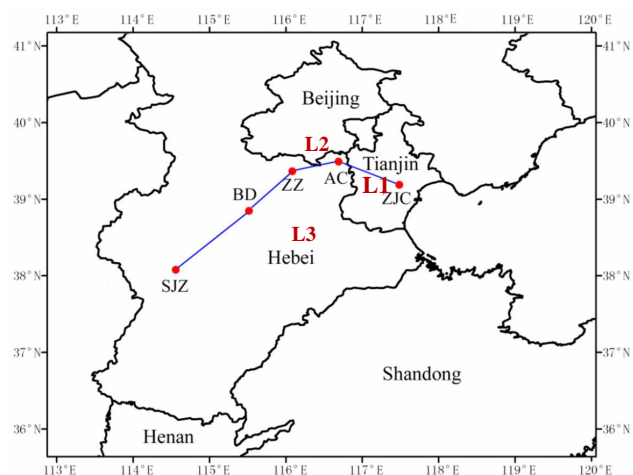 113°E 114°E 115°E 116°E 117°E 118°E 119°E 120°E
41°N 41°N
Beijing
40°N 40°N
L2
Tianjin
AC
ZZ L1
ZJC
BD
39°N 39°N
L3
Hebei
38°N 38°N
SJZ
37°N 37°N
Shandong
36°N 36°N
Henan
113°E 114°E 115°E 116°E 117°E 118°E 119°E 120°E